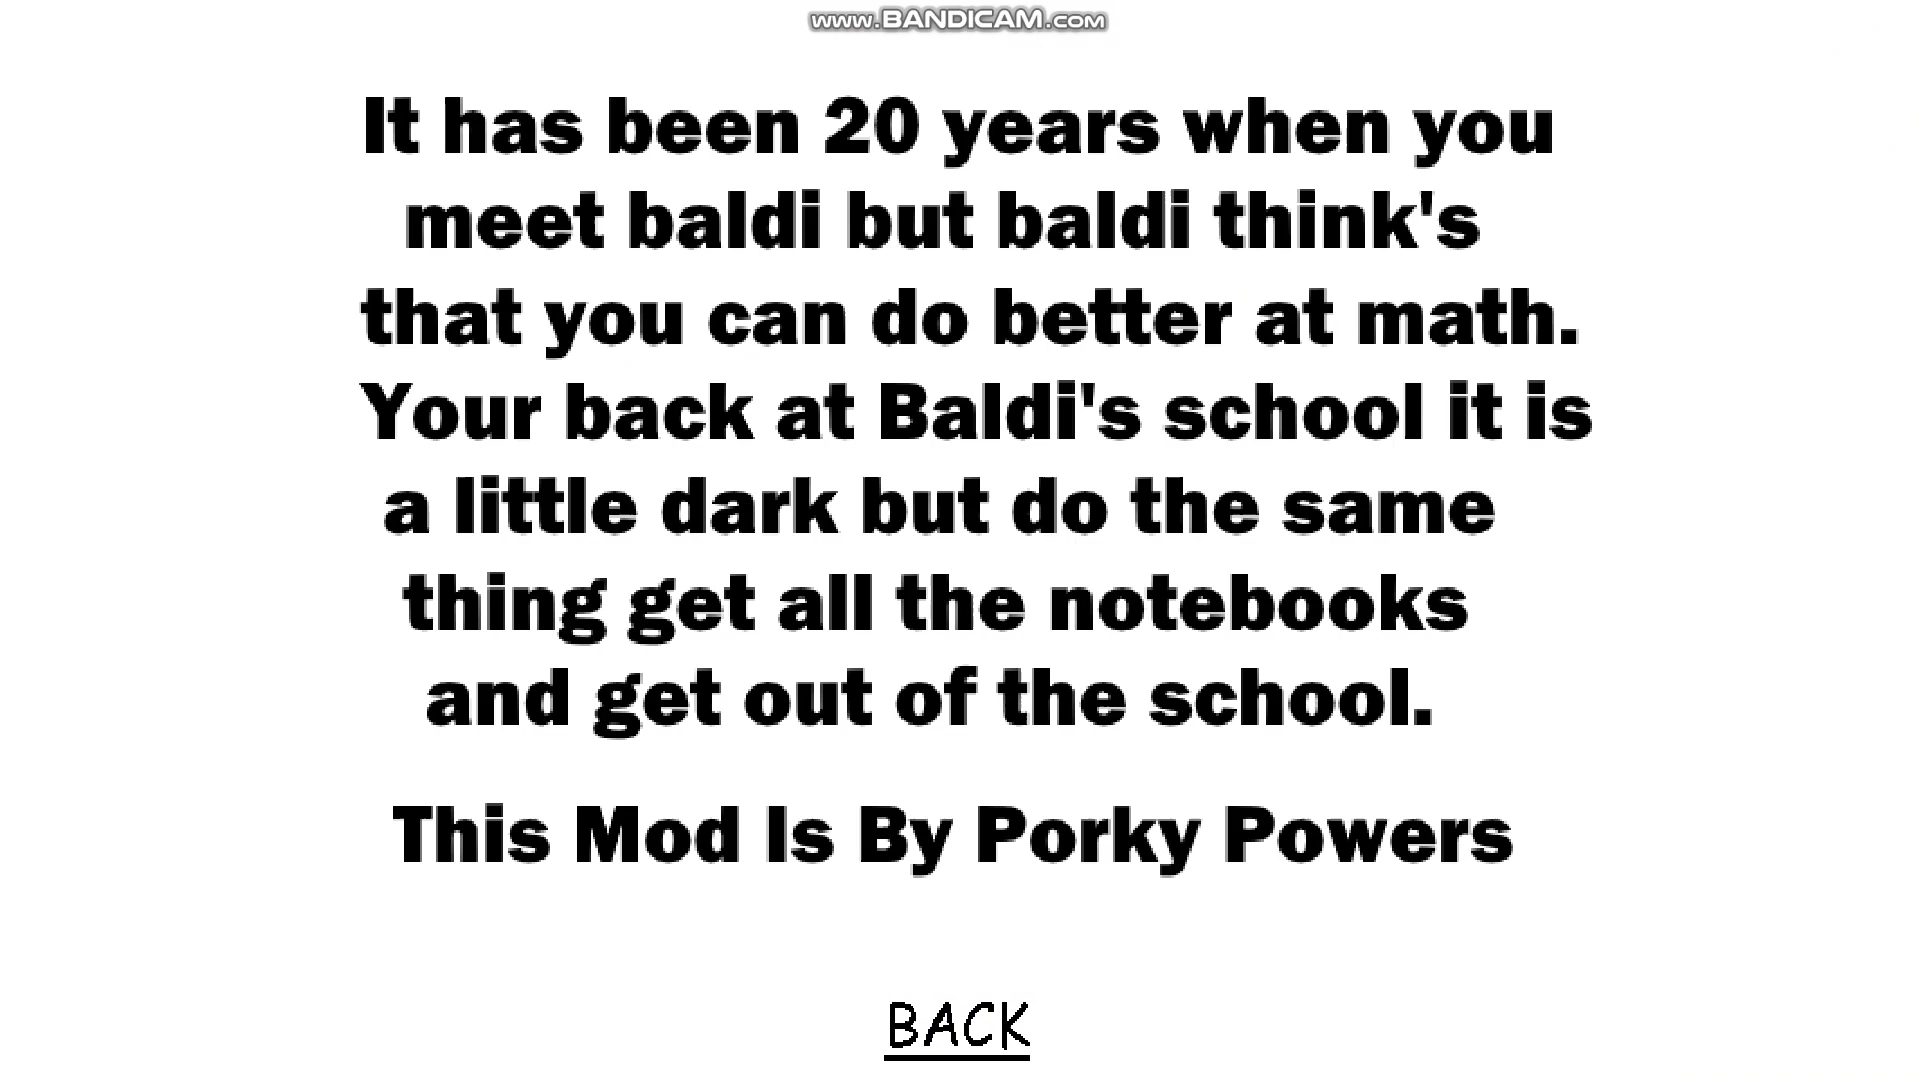 www.BANDICAM.com
It has been 20 years when you
meet baldi but baldi think's
that you can do better at math.
Your back at Baldi's school it is
a little dark but do the same
thing get all the notebooks
and get out of the school.
This Mod Is By Porky Powers
BACK